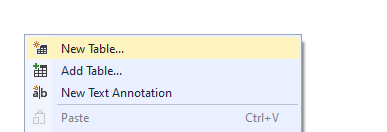 New Table...
Add Table...
a|b New Text Annotation
Paste Ctrl+V